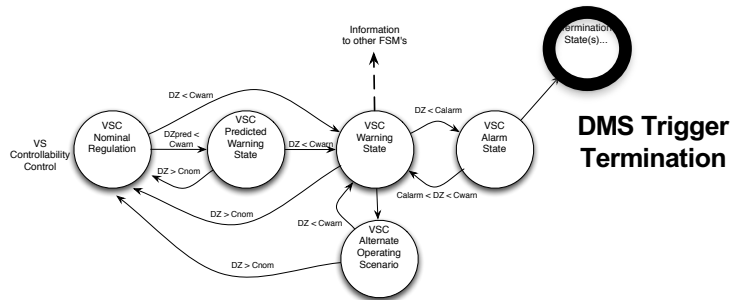 Information
to other FSM's
Termination
State(s)...
DZ < Cwarn
DZ < Calarm
VSC
Nominal
Regulation
DZpred <
Cwarn
VSC
Predicted
Warning
State
DZ < Cwarn
VSC
Warning
State
VSC
Alarm
State
DMS Trigger
Termination
VS
Controllability
Control
DZ > Cnom
Calarm < DZ < Cwarn
DZ > Cnom
DZ < Cwarn
VSC
Alternate
Operating
Scenario
DZ > Cnom